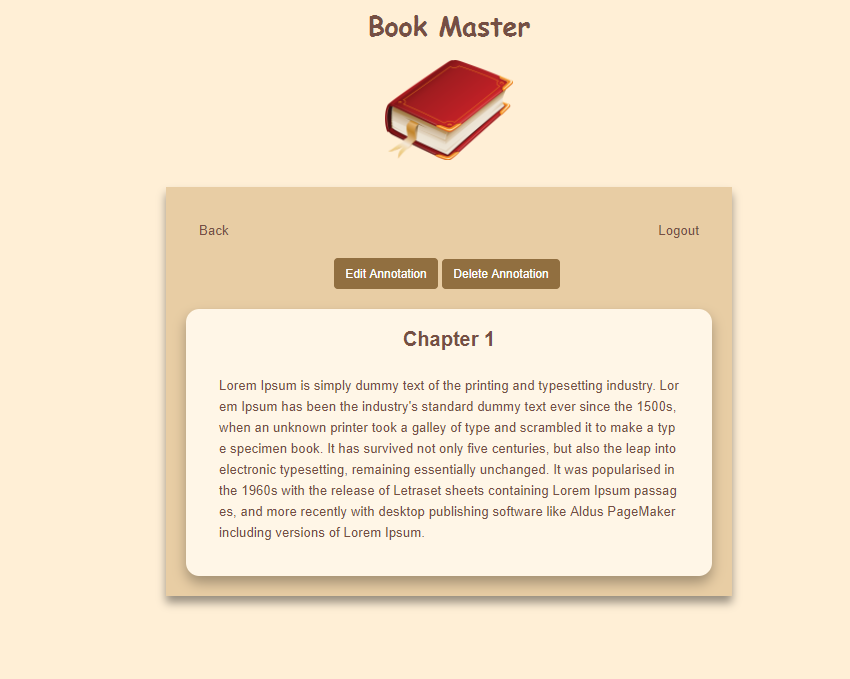 Book Master
Back
Logout
Edit Annotation
Delete Annotation
Chapter 1
Lorem Ipsum is simply dummy text of the printing and typesetting industry. Lor
em Ipsum has been the industry's standard dummy text ever since the 1500s,
when an unknown printer took a galley of type and scrambled it to make a typ
e specimen book. It has survived not only five centuries, but also the leap into
electronic typesetting, remaining essentially unchanged. It was popularised in
the 1960s with the release of Letraset sheets containing Lorem Ipsum passag
es, and more recently with desktop publishing software like Aldus PageMaker
including versions of Lorem Ipsum.